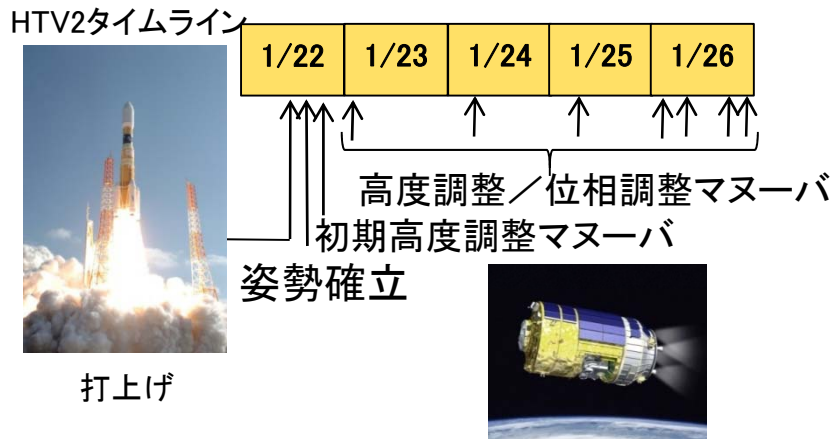 HTV2タイムライン
1/22 1/23 1/24 1/25 1/26
高度調整／位相調整マヌーバ
初期高度調整マヌーバ
姿勢確立
打上げ